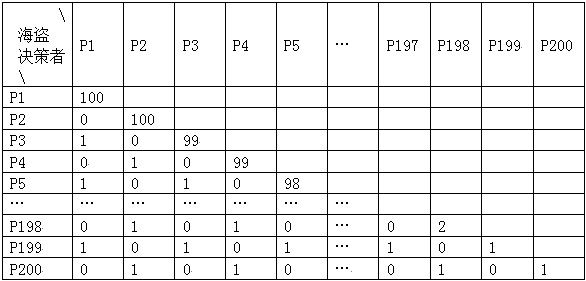 \
海盗 P1 P2 P3 P4 P5 … P197 P198 P199 P200
决策者
\
P1 100
P2 0 100
P3 1 0 99
P4 0 1 0 99
P5 1 0 1 0 98
… … … … … … …
P198 0 1 0 1 0 … 0 2
P199 1 0 1 0 1 … 1 0 1
P200 0 1 0 1 0 … 0 1 0 1